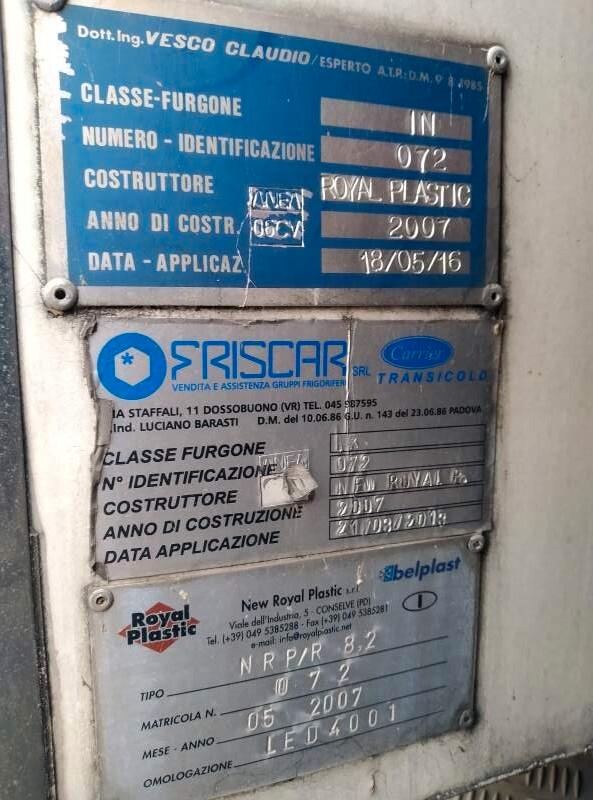 Dott.Ing. VESCO CLAUDIO/ESPERTO A.T.P.: D.M. 9 8 1985
CLASSE-FURGONE IN
NUMERO - IDENTIFICAZIONE 072
COSTRUTTORE ROYAL PLASTIC
ANNO DI COSTR. 2007
DATA - APPLICAZ 18/05/16
FRISCAR SRL
VENDITA E ASSISTENZA GRUPPI FRIGORIFERI
Carrier
TRANSICOLD
VIA STAFFALI, 11 DOSSOBUONO (VR) TEL. 045 987595
.Ind. LUCIANO BARASTI D.M. del 10.06.86 G.U. n. 143 del 23.06.86 PADOVA
CLASSE FURGONE
N° IDENTIFICAZIONE 072
COSTRUTTORE NEW ROYAL
ANNO DI COSTRUZIONE 2007
DATA APPLICAZIONE
Royal Plastic
New Royal Plastic s.r.l.
belplast
Viale dell'Industria, 5 - CONSELVE (PD)
Tel. (+39) 049 5385288 - Fax (+39) 049 5385281
e-mail: info@royalplastic.net
I
TIPO NRP/R 8,2
MATRICOLA N. 072
MESE - ANNO 05 2007
OMOLOGAZIONE LED4001